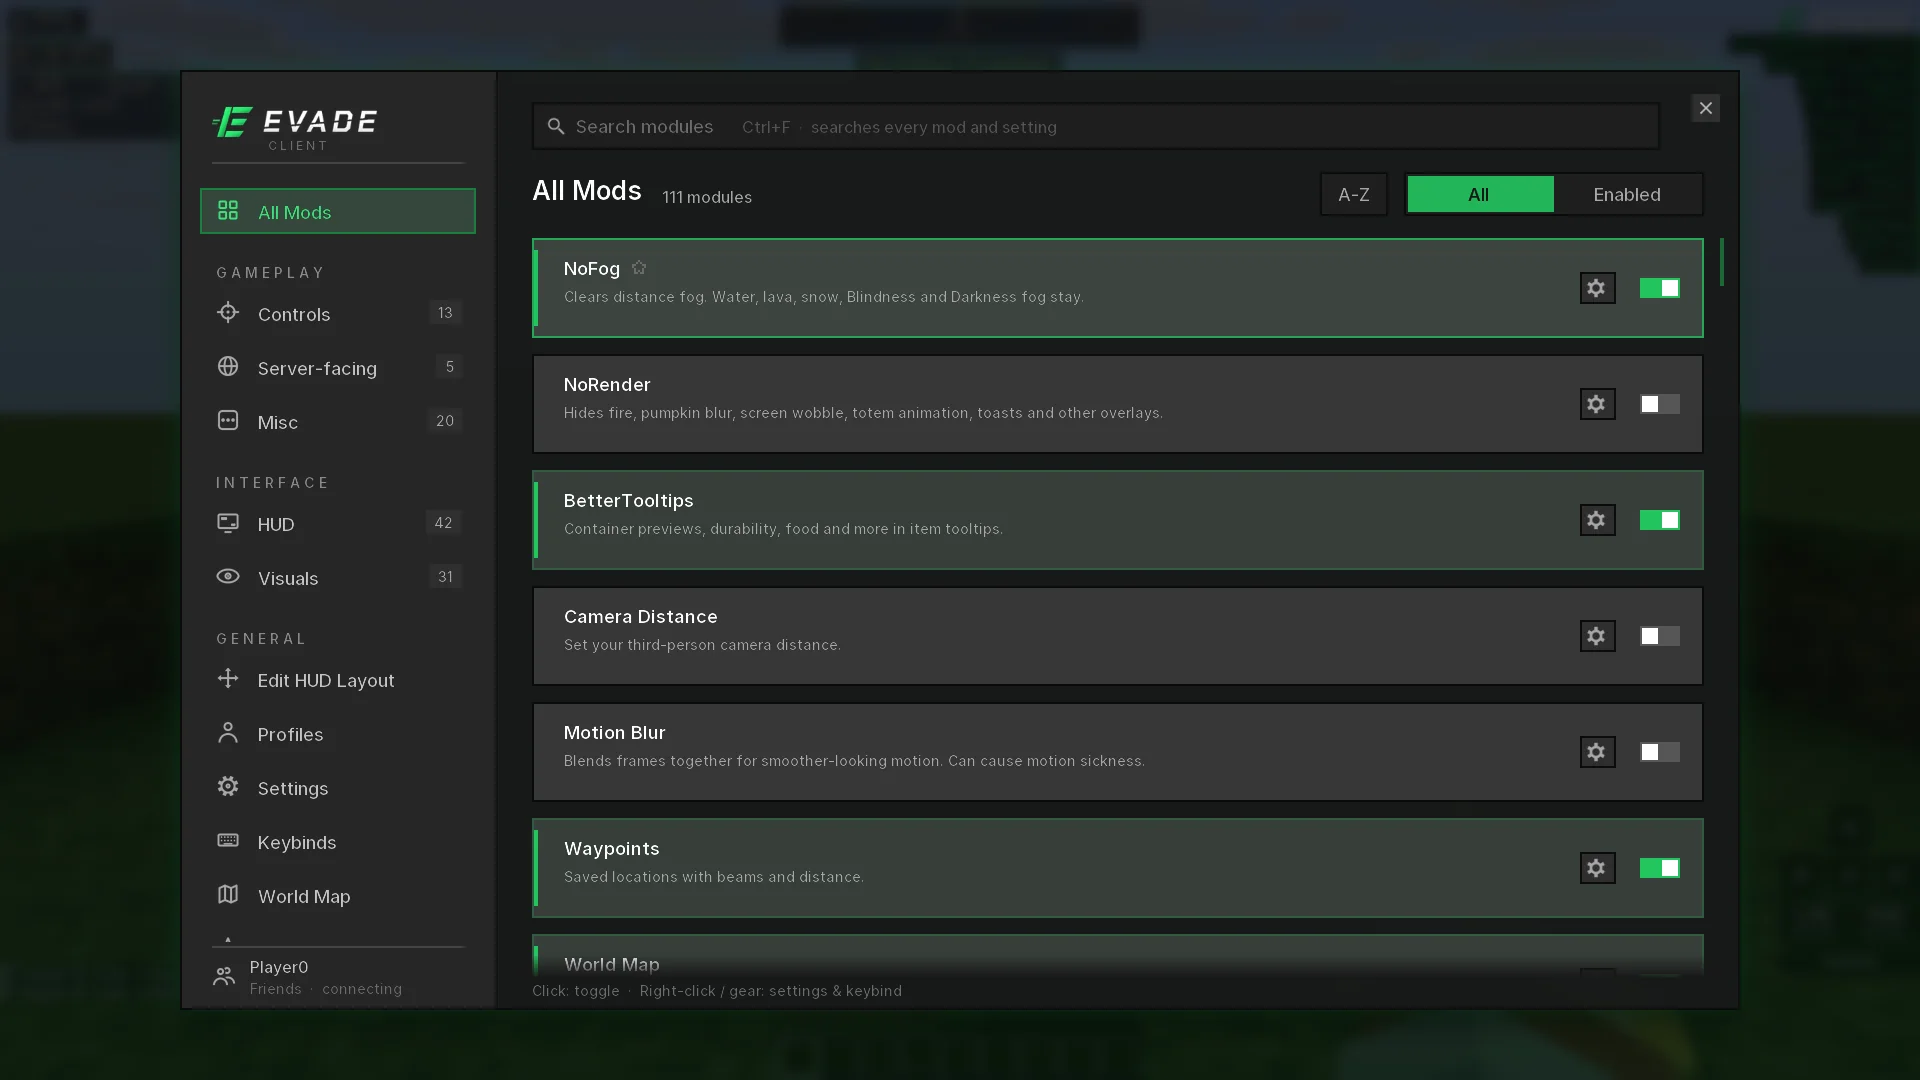 EVADE
CLIENT
All Mods
GAMEPLAY
Controls 13
Server-facing 5
Misc 20
INTERFACE
HUD 42
Visuals 31
GENERAL
Edit HUD Layout
Profiles
Settings
Keybinds
World Map
Player0
Friends · connecting
Search modules Ctrl+F · searches every mod and setting
All Mods 111 modules A-Z All Enabled
NoFog
Clears distance fog. Water, lava, snow, Blindness and Darkness fog stay.
NoRender
Hides fire, pumpkin blur, screen wobble, totem animation, toasts and other overlays.
BetterTooltips
Container previews, durability, food and more in item tooltips.
Camera Distance
Set your third-person camera distance.
Motion Blur
Blends frames together for smoother-looking motion. Can cause motion sickness.
Waypoints
Saved locations with beams and distance.
World Map
Click: toggle · Right-click / gear: settings & keybind